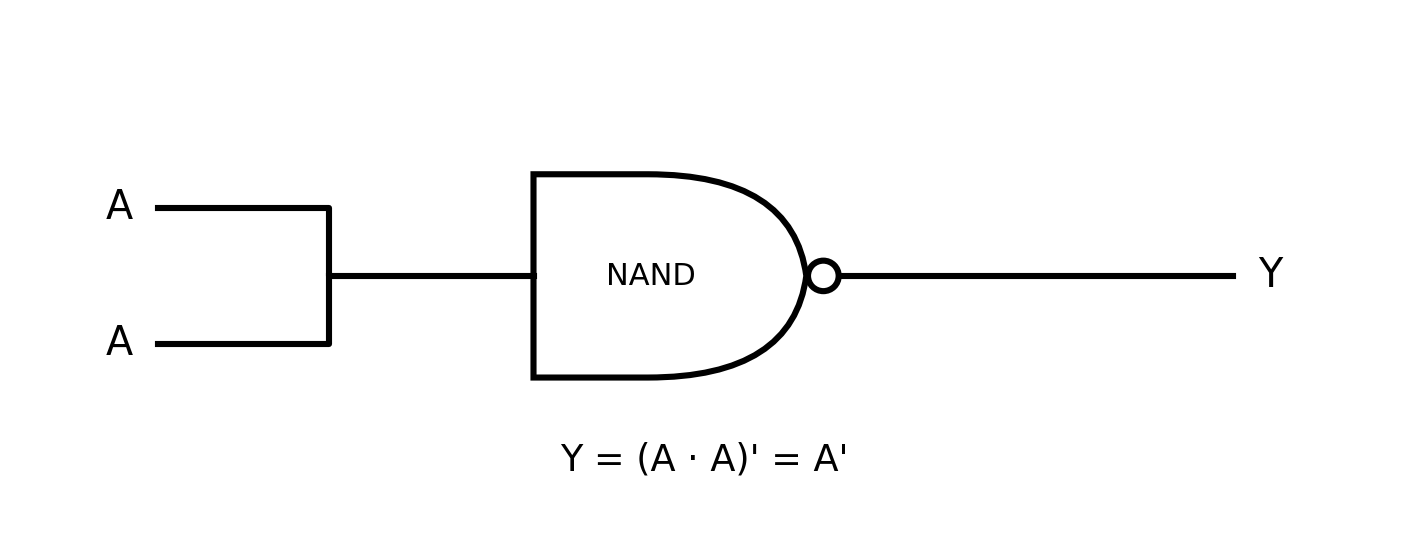 A
A
NAND
Y
Y = (A · A)' = A'